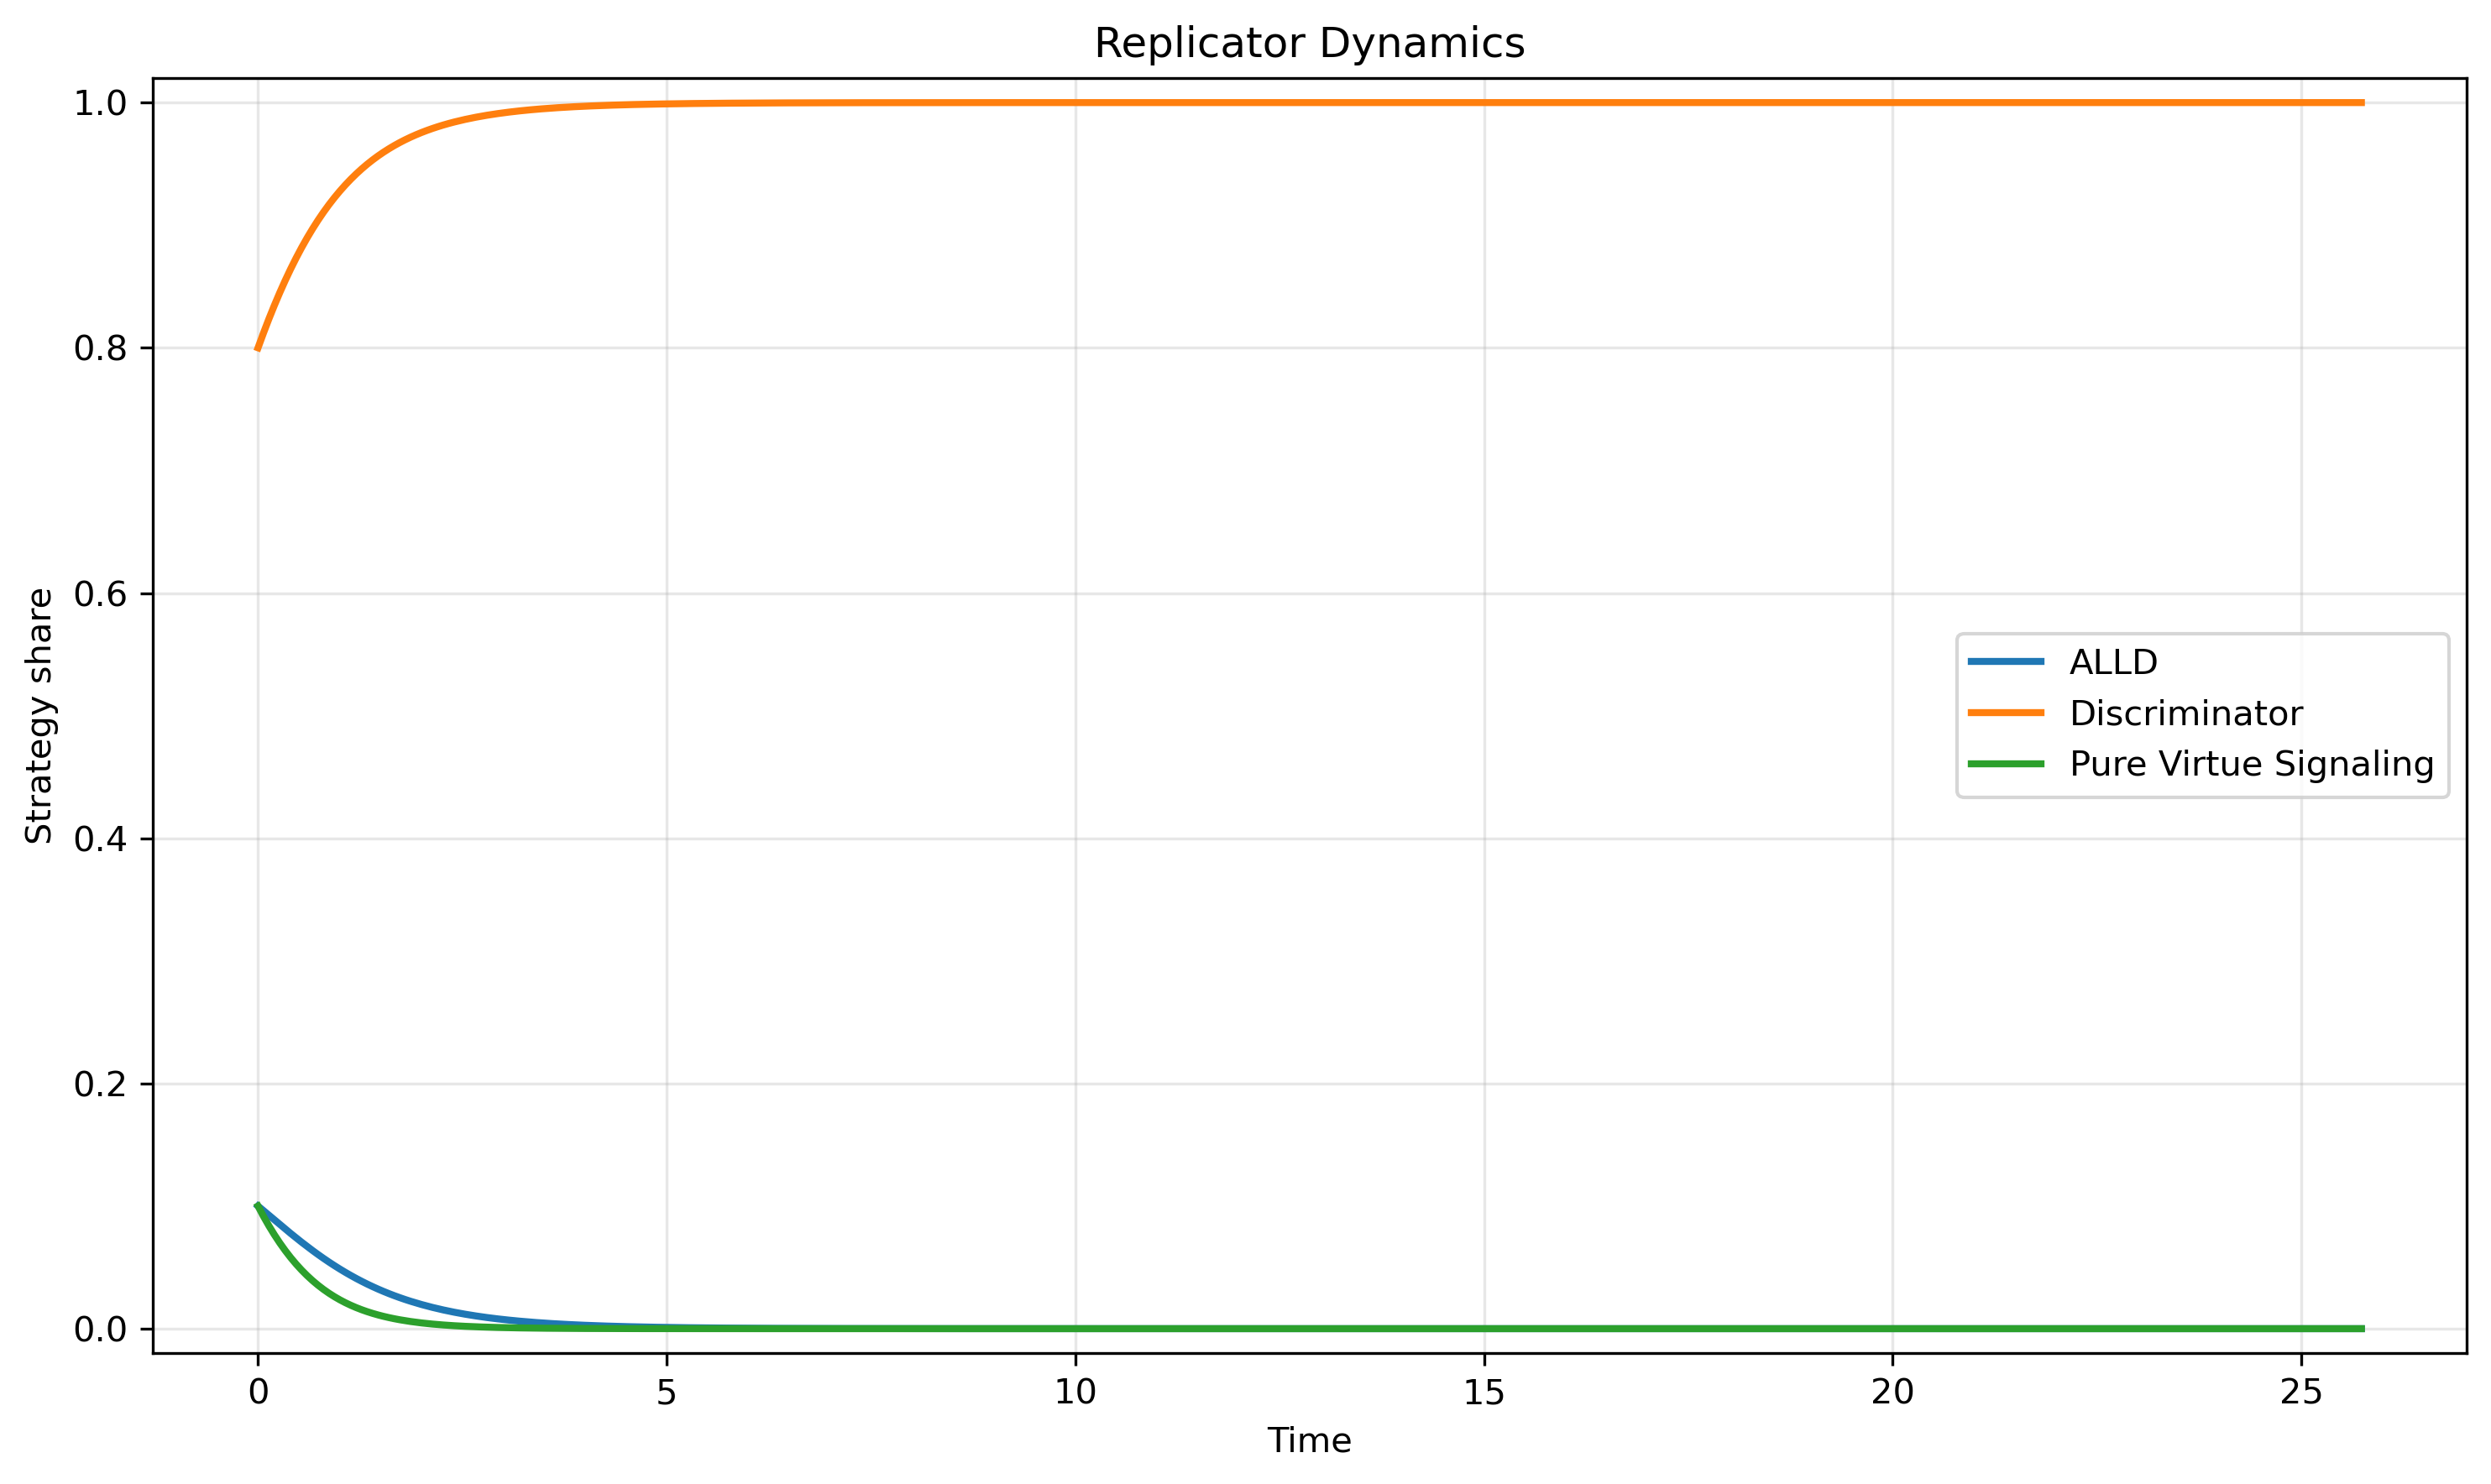 Replicator Dynamics
Strategy share
1.0
0.8
0.6
0.4
0.2
0.0
ALLD
Discriminator
Pure Virtue Signaling
0 5 10 15 20 25
Time